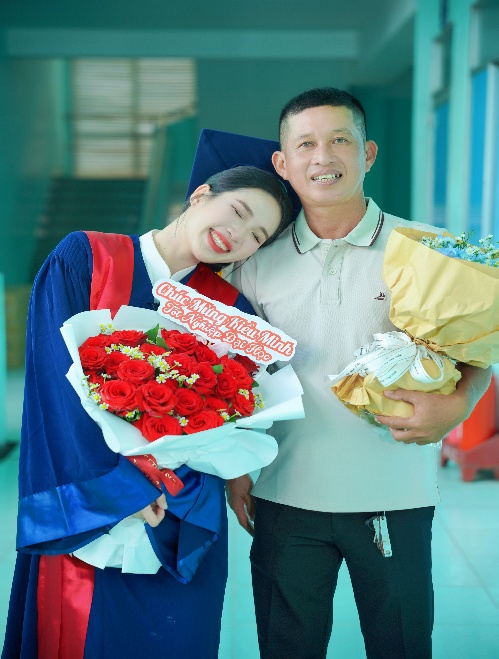 Chúc Mừng Kiều Minh
Tốt Nghiệp Đại Học